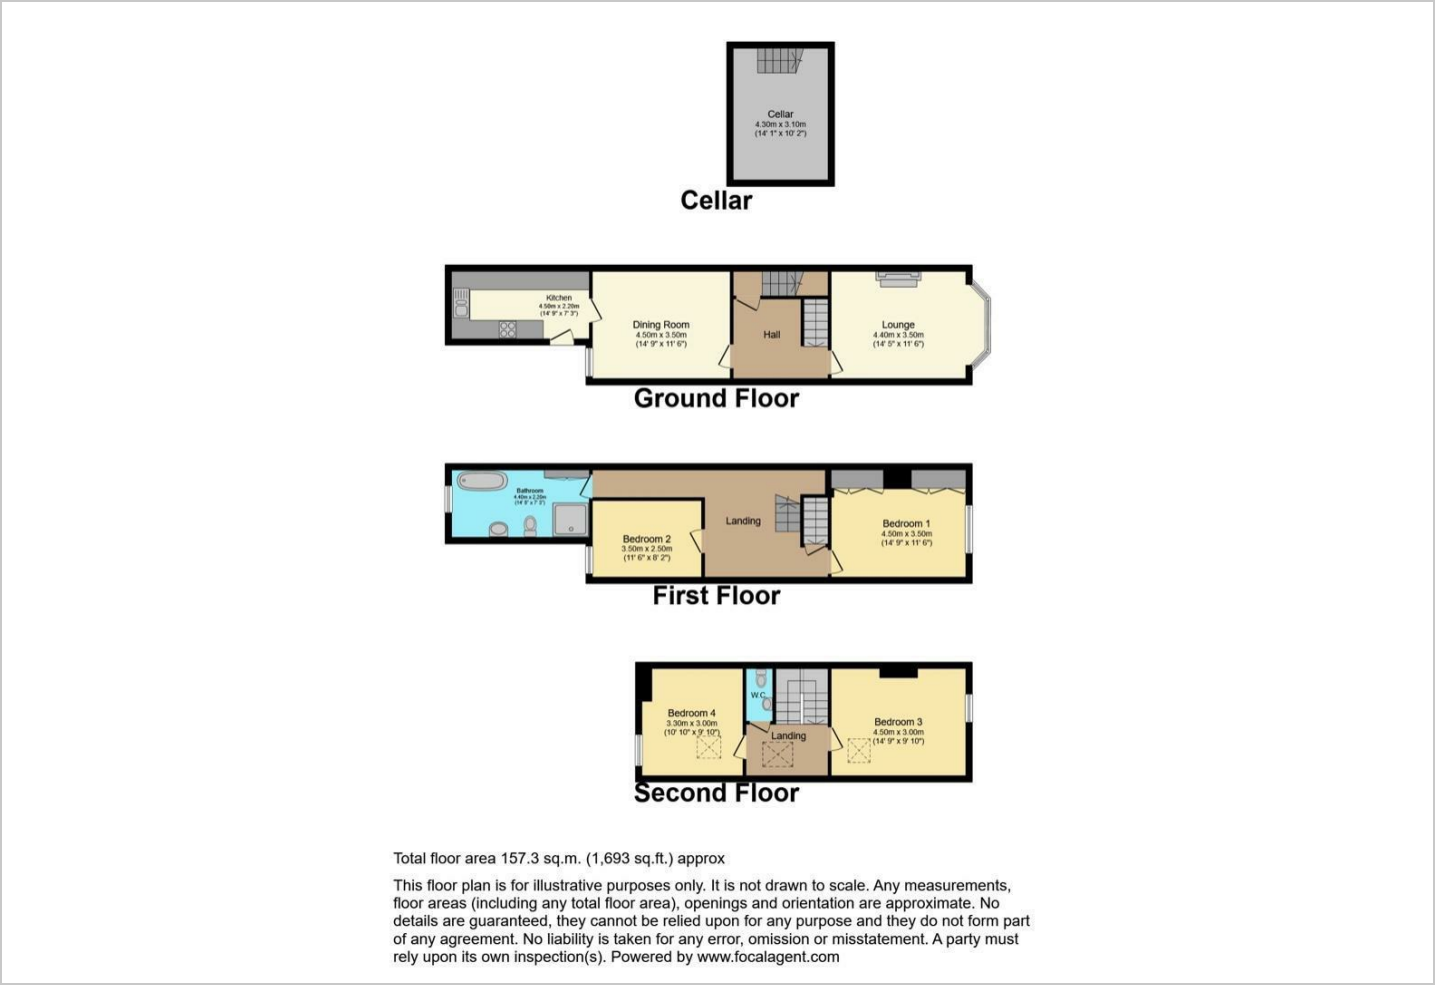 Cellar
4.30m x 3.10m
(14' 1" x 10' 2")
Cellar
Kitchen
4.50m x 2.20m
(14' 9" x 7' 3")
Dining Room
4.50m x 3.50m
(14' 9" x 11' 6")
Hall
Lounge
4.40m x 3.50m
(14' 5" x 11' 6")
Ground Floor
Bathroom
4.40m x 2.20m
(14' 5" x 7' 3")
Bedroom 2
3.50m x 2.50m
(11' 6" x 8' 2")
Landing
Bedroom 1
4.50m x 3.50m
(14' 9" x 11' 6")
First Floor
Bedroom 4
3.30m x 3.00m
(10' 10" x 9' 10")
W.C.
Landing
Bedroom 3
4.50m x 3.00m
(14' 9" x 9' 10")
Second Floor
Total floor area 157.3 sq.m. (1,693 sq.ft.) approx
This floor plan is for illustrative purposes only. It is not drawn to scale. Any measurements,
floor areas (including any total floor area), openings and orientation are approximate. No
details are guaranteed, they cannot be relied upon for any purpose and they do not form part
of any agreement. No liability is taken for any error, omission or misstatement. A party must
rely upon its own inspection(s). Powered by www.focalagent.com